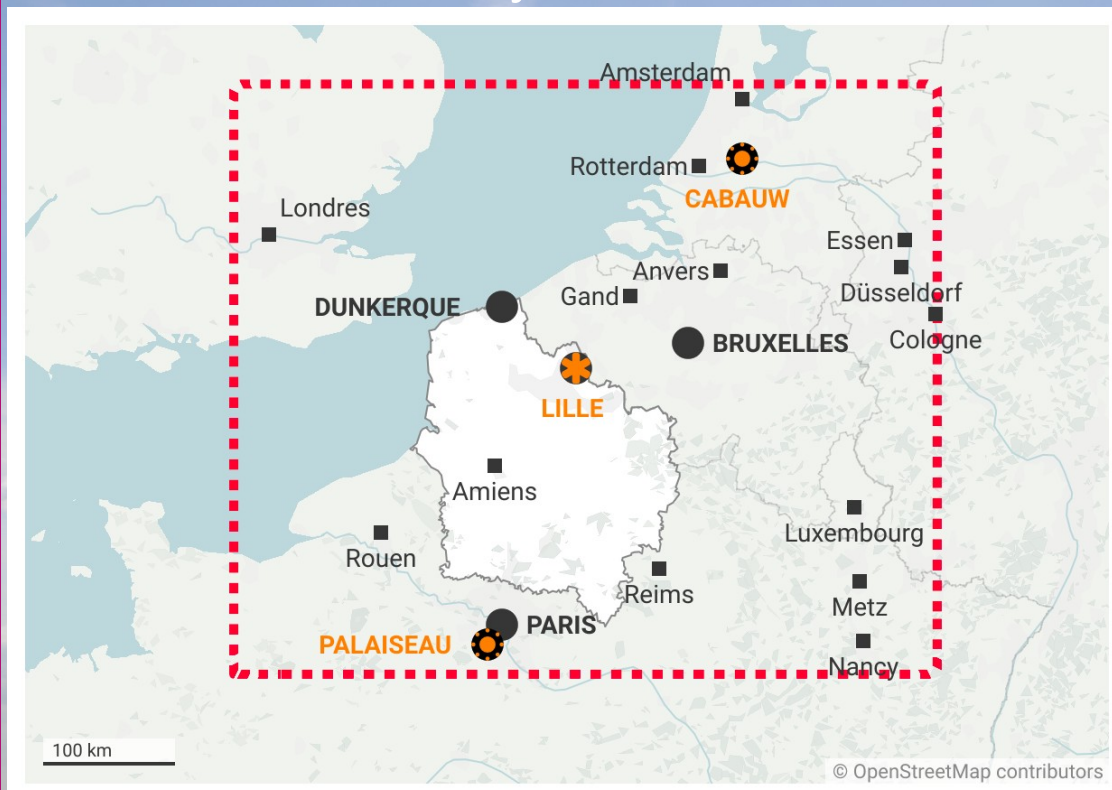 Amsterdam
Rotterdam
CABAUW
Londres
Essen
Anvers
Düsseldorf
Gand
DUNKERQUE
Cologne
BRUXELLES
LILLE
Amiens
Luxembourg
Rouen
Reims
Metz
PARIS
PALAISEAU
Nancy
100 km
© OpenStreetMap contributors